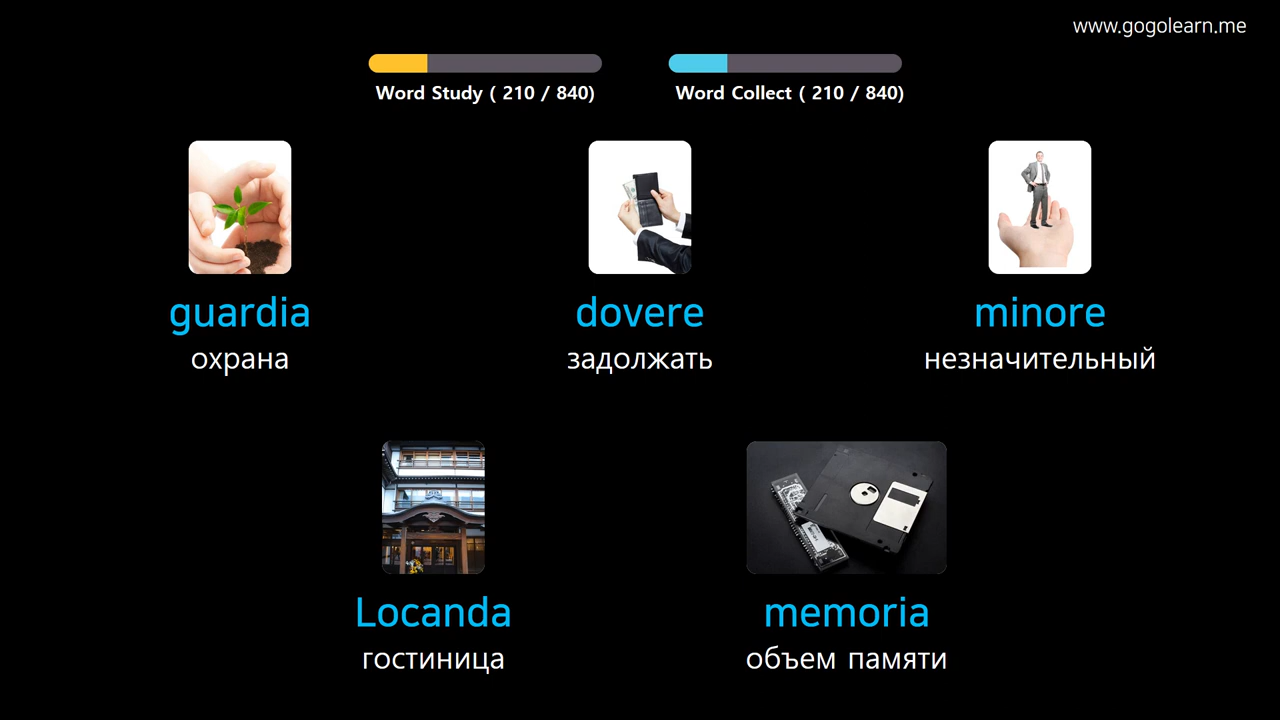 www.gogolearn.me
Word Study ( 210 / 840)
Word Collect ( 210 / 840)
guardia
охрана
dovere
задолжать
minore
незначительный
Locanda
гостиница
memoria
объем памяти